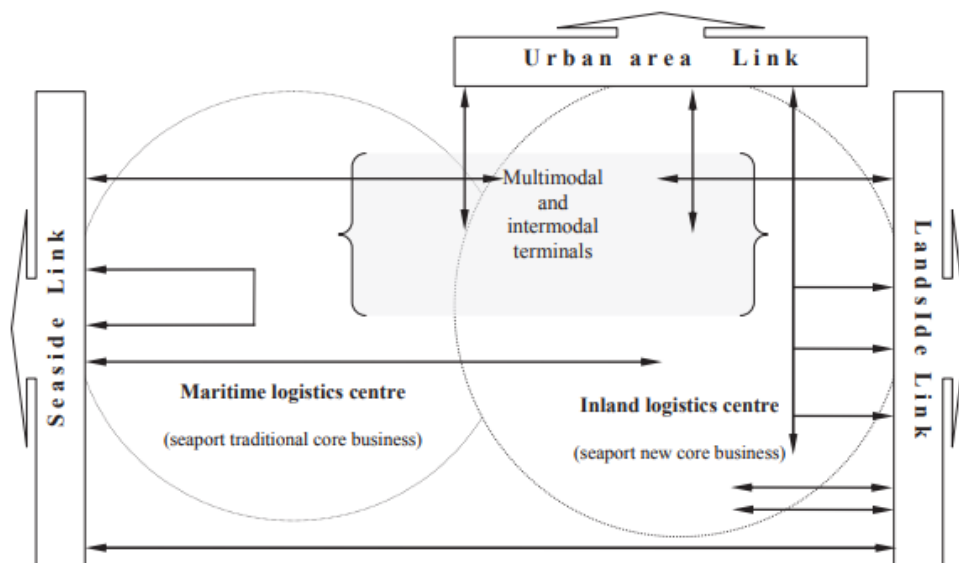 Urban area Link
Seaside Link
Multimodal
and
intermodal
terminals
LandsIde Link
Maritime logistics centre
(seaport traditional core business)
Inland logistics centre
(seaport new core business)